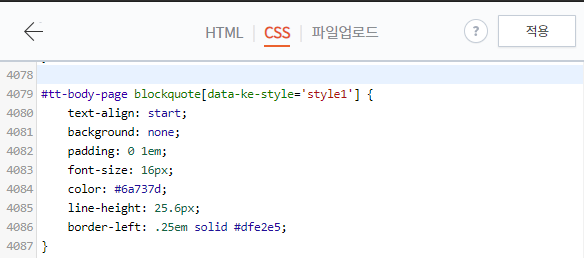 HTML | CSS | 파일업로드 ? 적용
4078
4079 #tt-body-page blockquote[data-ke-style='style1'] {
4080 text-align: start;
4081 background: none;
4082 padding: 0 1em;
4083 font-size: 16px;
4084 color: #6a737d;
4085 line-height: 25.6px;
4086 border-left: .25em solid #dfe2e5;
4087 }